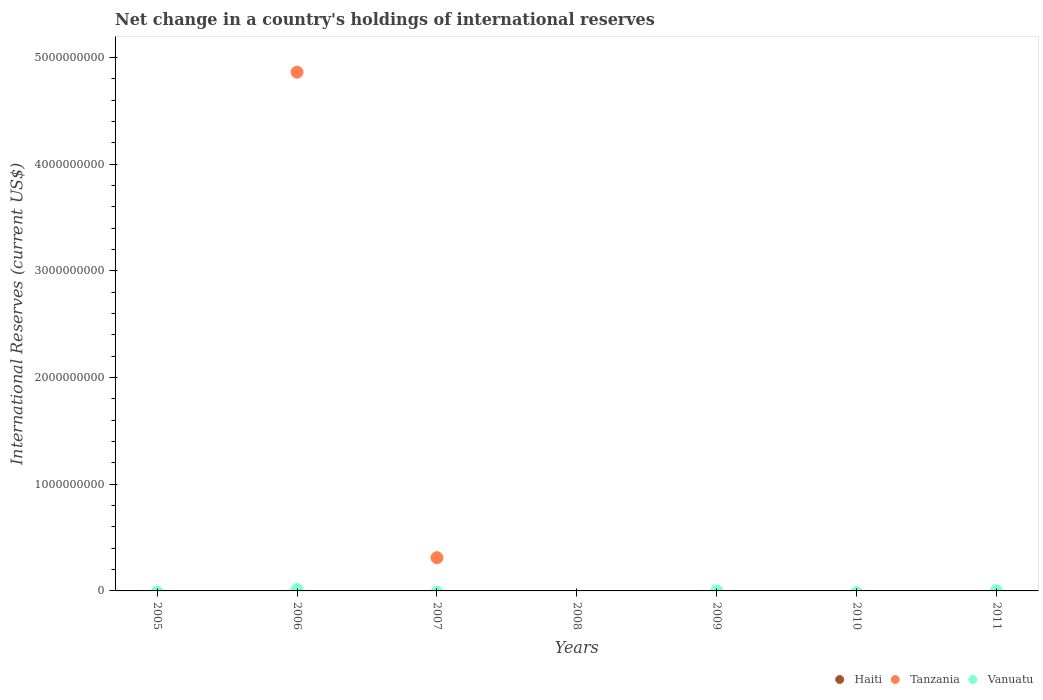 Net change in a country's holdings of international reserves
International Reserves (current US$)
5000000000
4000000000
3000000000
2000000000
1000000000
0
2005
2006
2007
2008
2009
2010
2011
Years
Haiti
Tanzania
Vanuatu